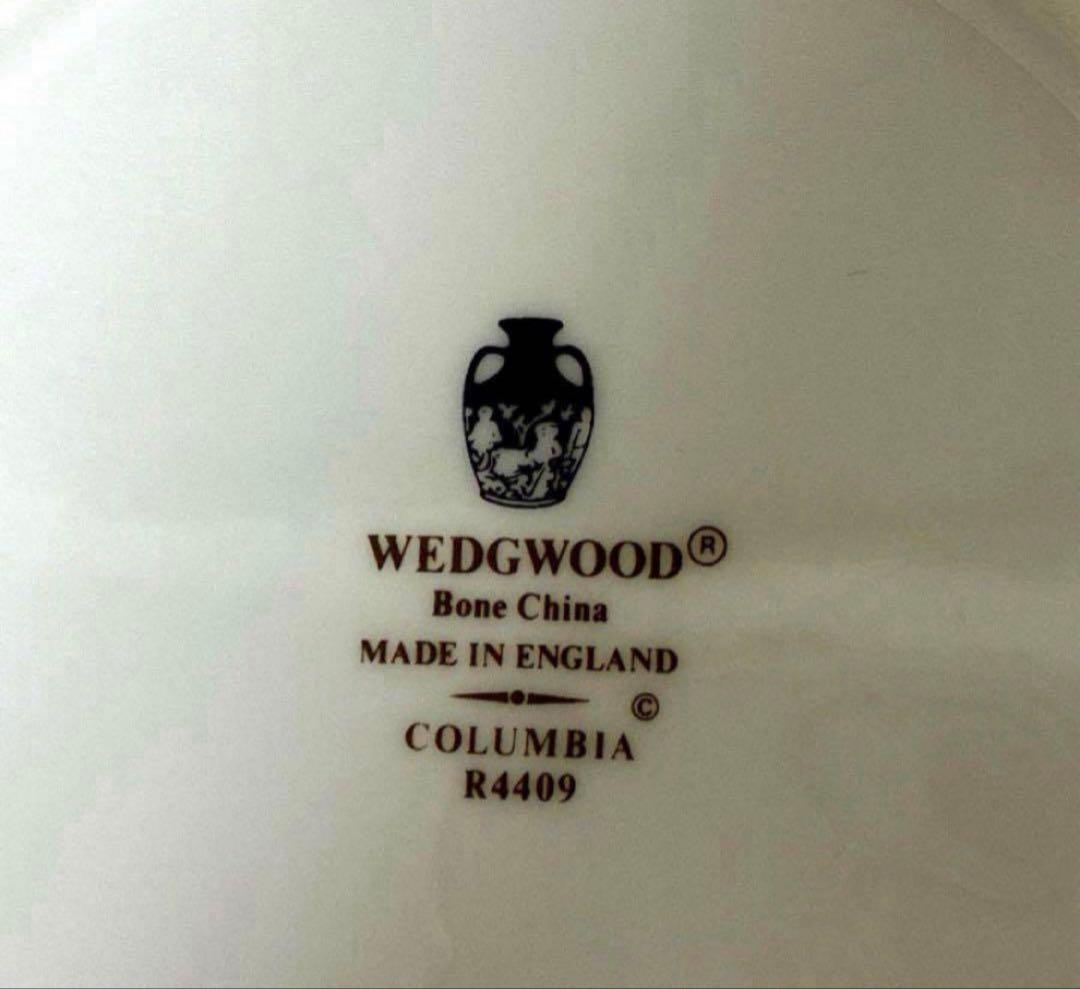 WEDGWOOD®
Bone China
MADE IN ENGLAND
©
COLUMBIA
R4409